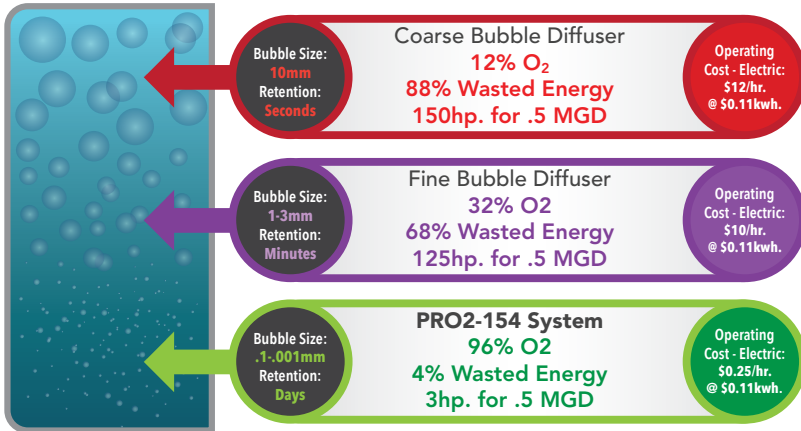 Bubble Size:
10mm
Retention:
Seconds
Coarse Bubble Diffuser
12% O₂
88% Wasted Energy
150hp. for .5 MGD
Operating
Cost - Electric:
$12/hr.
@ $0.11kwh.
Bubble Size:
1-3mm
Retention:
Minutes
Fine Bubble Diffuser
32% O2
68% Wasted Energy
125hp. for .5 MGD
Operating
Cost - Electric:
$10/hr.
@ $0.11kwh.
Bubble Size:
.1-.001mm
Retention:
Days
PRO2-154 System
96% O2
4% Wasted Energy
3hp. for .5 MGD
Operating
Cost - Electric:
$0.25/hr.
@ $0.11kwh.